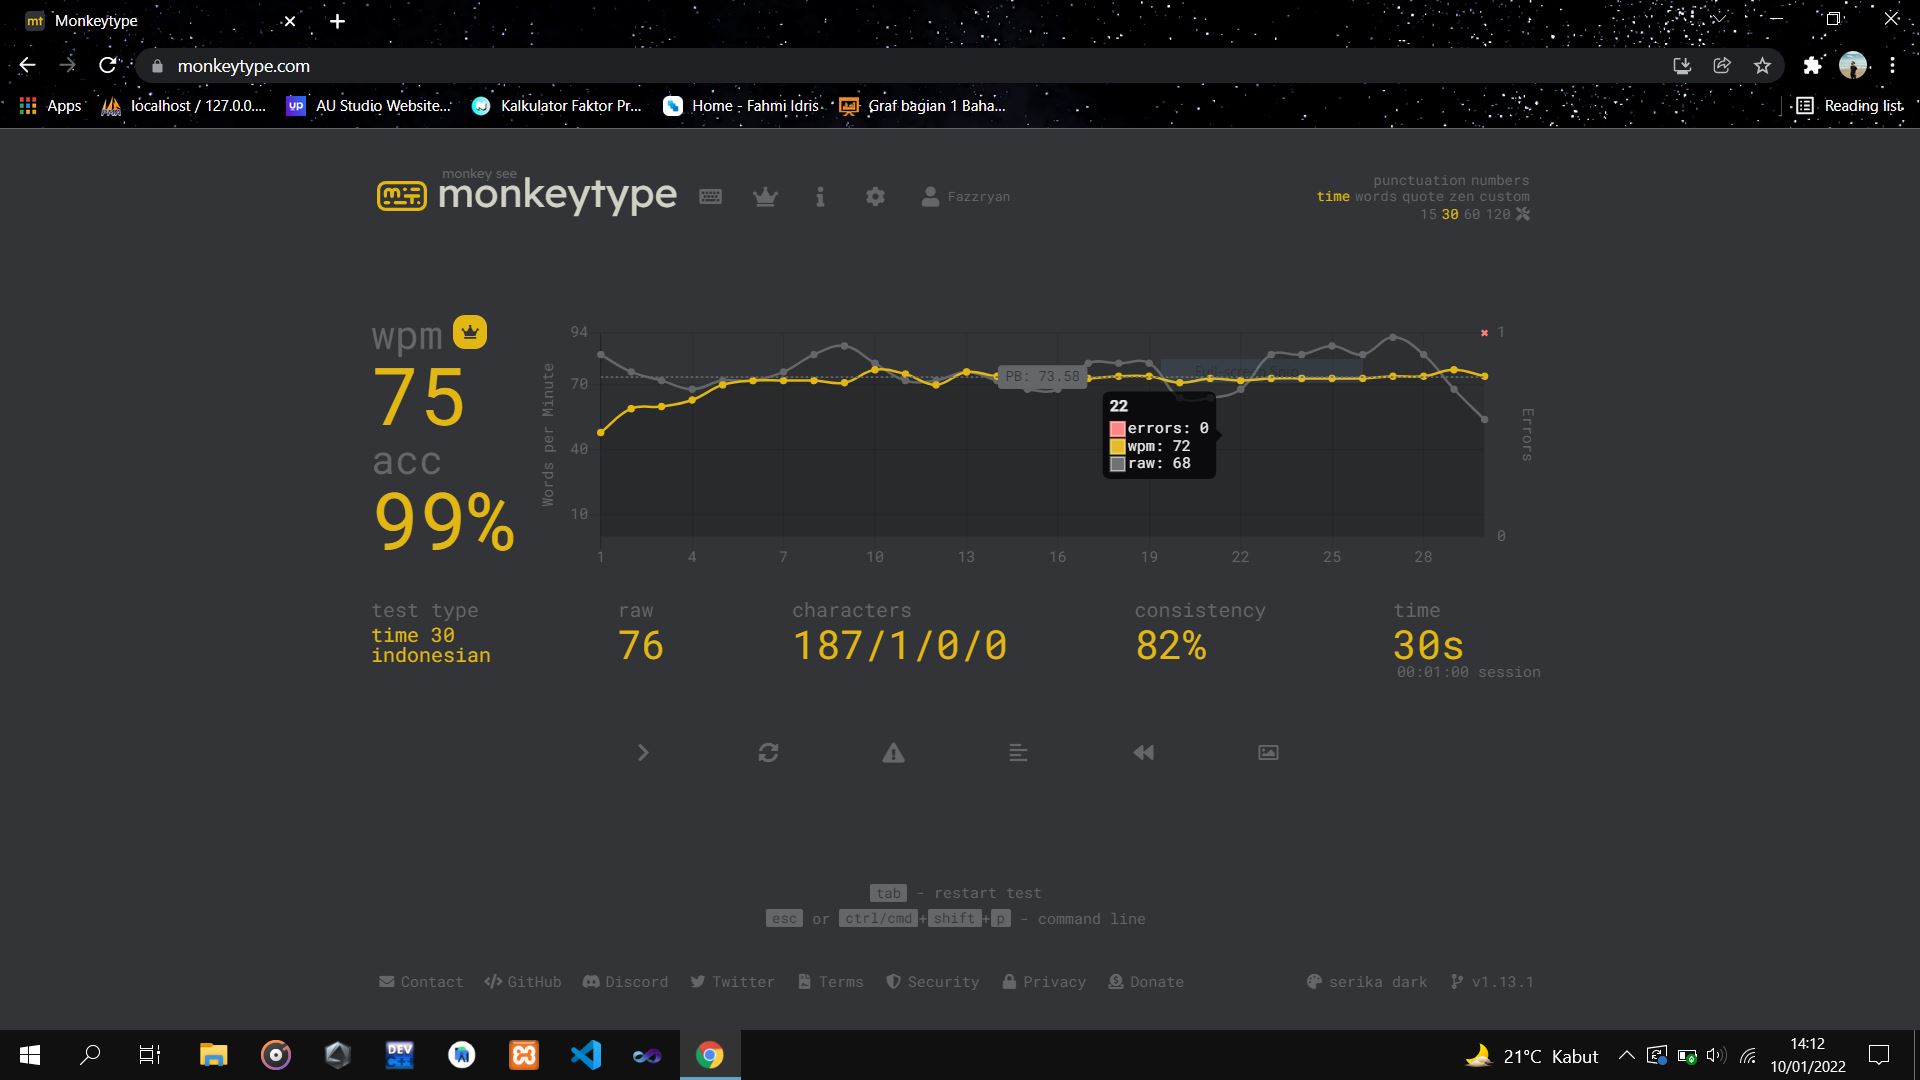 mt Monkeytype
monkeytype.com
Apps localhost / 127.0.0.... UP AU Studio Website... Kalkulator Faktor Pr... Home - Fahmi Idris Graf bagian 1 Baha... Reading list
monkey see
monkeytype
Fazzryan
punctuation numbers
time words quote zen custom
15 30 60 120
wpm
75
acc
99%
Words per Minute
94
70
40
10
PB: 73.58
Full-screen Snip
22
errors: 0
wpm: 72
raw: 68
1
0
Errors
1 4 7 10 13 16 19 22 25 28
test type
time 30
indonesian
raw
76
characters
187/1/0/0
consistency
82%
time
30s
00:01:00 session
tab - restart test
esc or ctrl/cmd+shift+p - command line
Contact GitHub Discord Twitter Terms Security Privacy Donate serika dark v1.13.1
DEV C++
21°C Kabut
14:12
10/01/2022